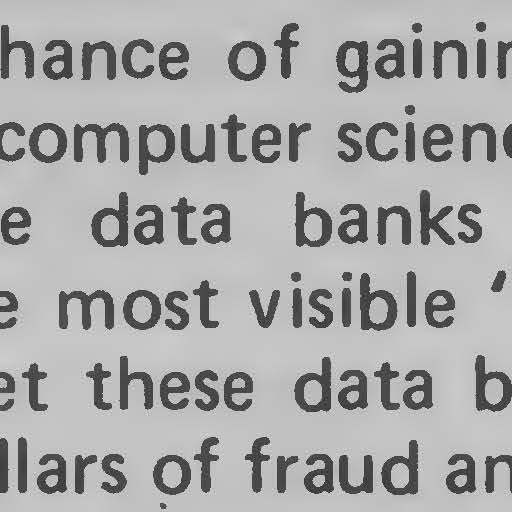 hance of gainin
computer scienc
e data banks
e most visible ‘
et these data b
llars of fraud an